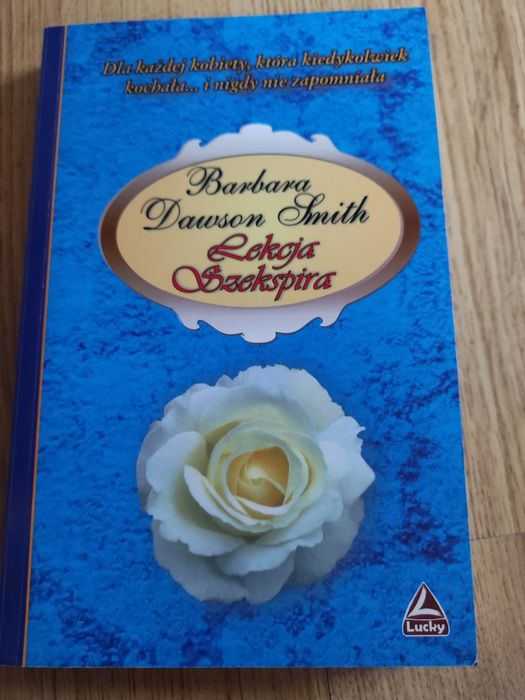 Dla każdej kobiety, która kiedykolwiek
kochała... i nigdy nie zapomniała
Barbara
Dawson Smith
Lekcja
Szekspira
Lucky